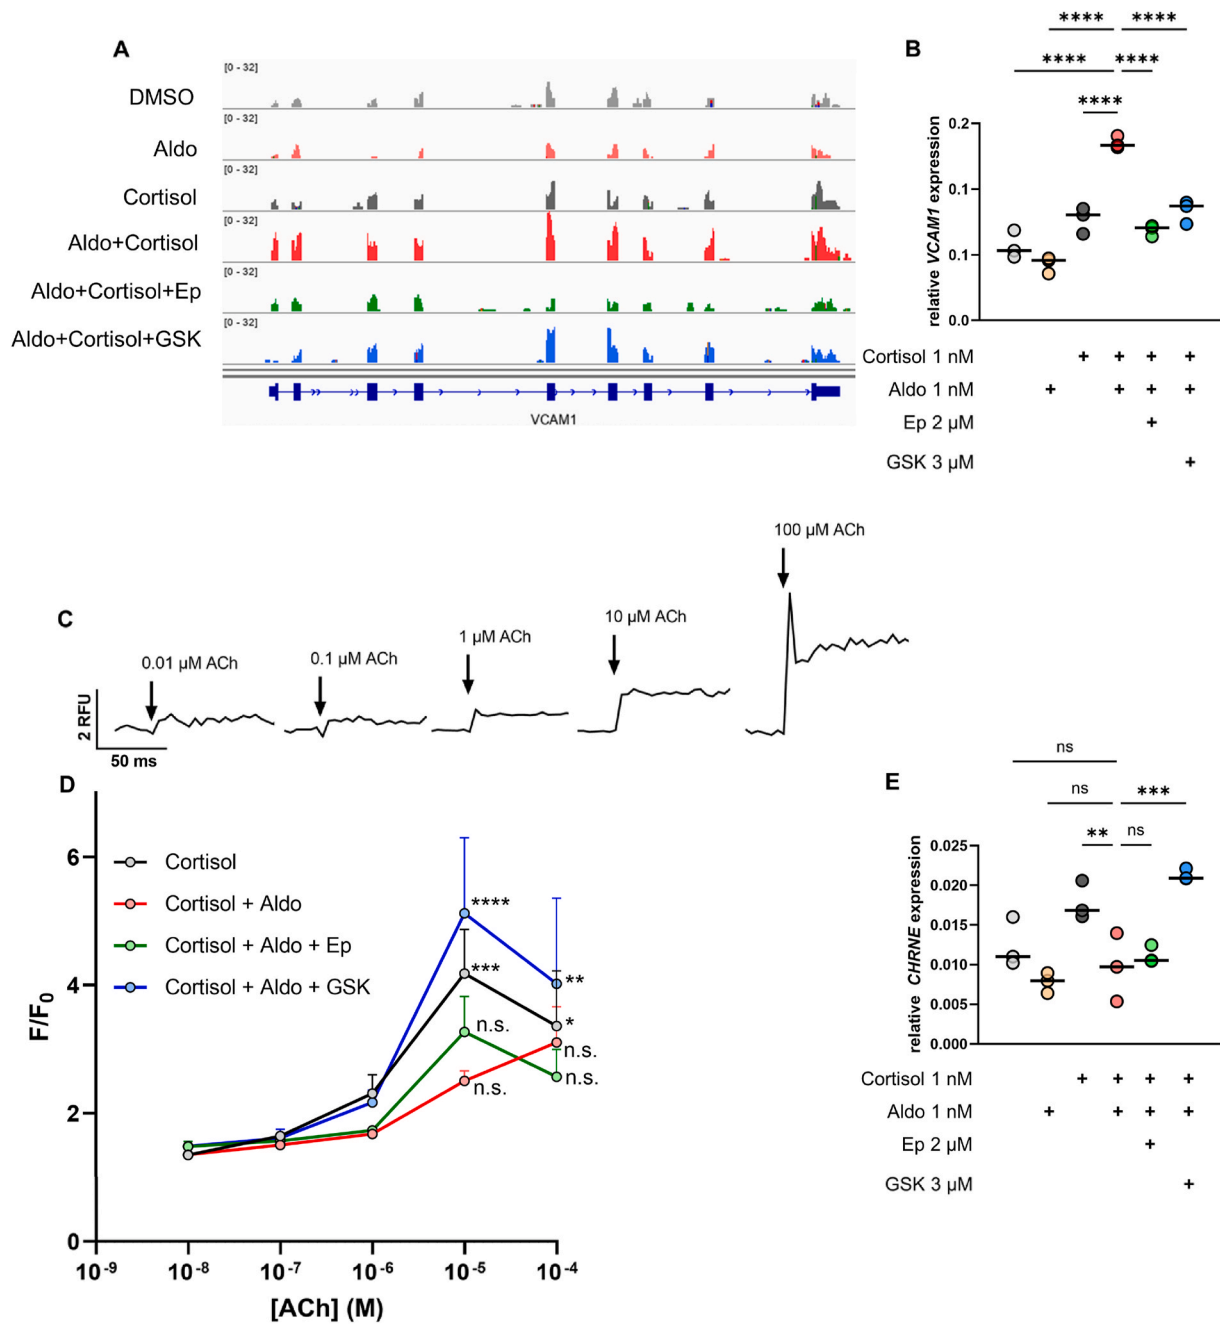 A
[0 - 32]
DMSO
[0 - 32]
Aldo
[0 - 32]
Cortisol
[0 - 32]
Aldo+Cortisol
[0 - 32]
Aldo+Cortisol+Ep
[0 - 32]
Aldo+Cortisol+GSK
VCAM1
B
**** ****
**** ****
****
relative VCAM1 expression
0.2
0.1
0.1
0.0
Cortisol 1 nM + + + +
Aldo 1 nM + + + +
Ep 2 µM +
GSK 3 µM +
C
0.01 µM ACh
0.1 µM ACh
1 µM ACh
10 µM ACh
100 µM ACh
2 RFU
50 ms
D
F/F0
6
4
2
0
Cortisol
Cortisol + Aldo
Cortisol + Aldo + Ep
Cortisol + Aldo + GSK
****
***
n.s.
n.s.
**
*
n.s.
n.s.
10-9 10-8 10-7 10-6 10-5 10-4
[ACh] (M)
E
ns
ns ***
** ns
relative CHRNE expression
0.025
0.020
0.015
0.010
0.005
0.000
Cortisol 1 nM + + + +
Aldo 1 nM + + + +
Ep 2 µM +
GSK 3 µM +